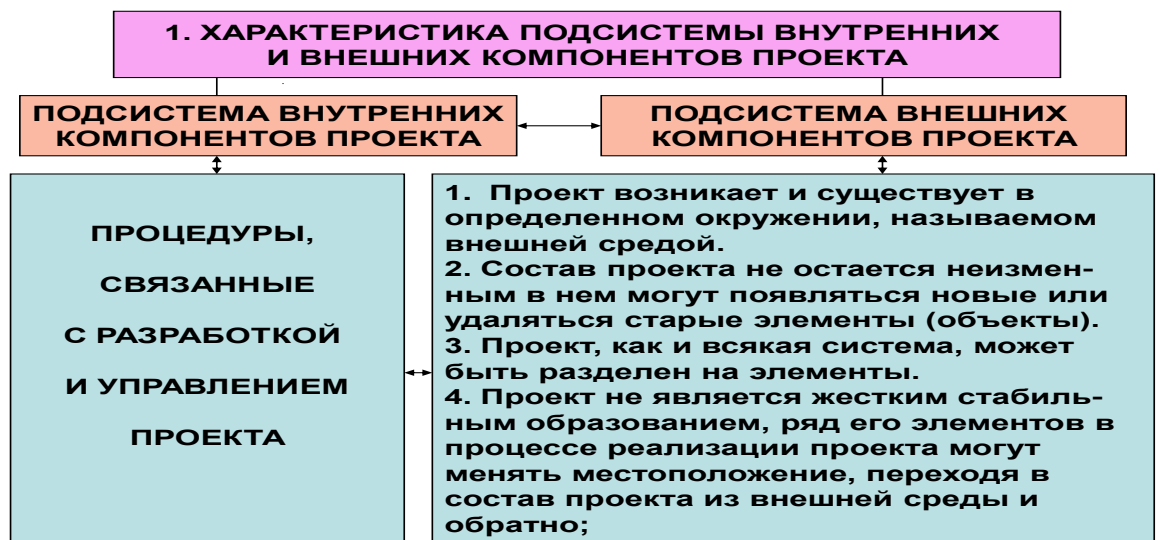 1. ХАРАКТЕРИСТИКА ПОДСИСТЕМЫ ВНУТРЕННИХ
И ВНЕШНИХ КОМПОНЕНТОВ ПРОЕКТА
ПОДСИСТЕМА ВНУТРЕННИХ
КОМПОНЕНТОВ ПРОЕКТА
ПОДСИСТЕМА ВНЕШНИХ
КОМПОНЕНТОВ ПРОЕКТА
ПРОЦЕДУРЫ,
СВЯЗАННЫЕ
С РАЗРАБОТКОЙ
И УПРАВЛЕНИЕМ
ПРОЕКТА
1. Проект возникает и существует в
определенном окружении, называемом
внешней средой.
2. Состав проекта не остается неизмен-
ным в нем могут появляться новые или
удаляться старые элементы (объекты).
3. Проект, как и всякая система, может
быть разделен на элементы.
4. Проект не является жестким стабиль-
ным образованием, ряд его элементов в
процессе реализации проекта могут
менять местоположение, переходя в
состав проекта из внешней среды и
обратно;